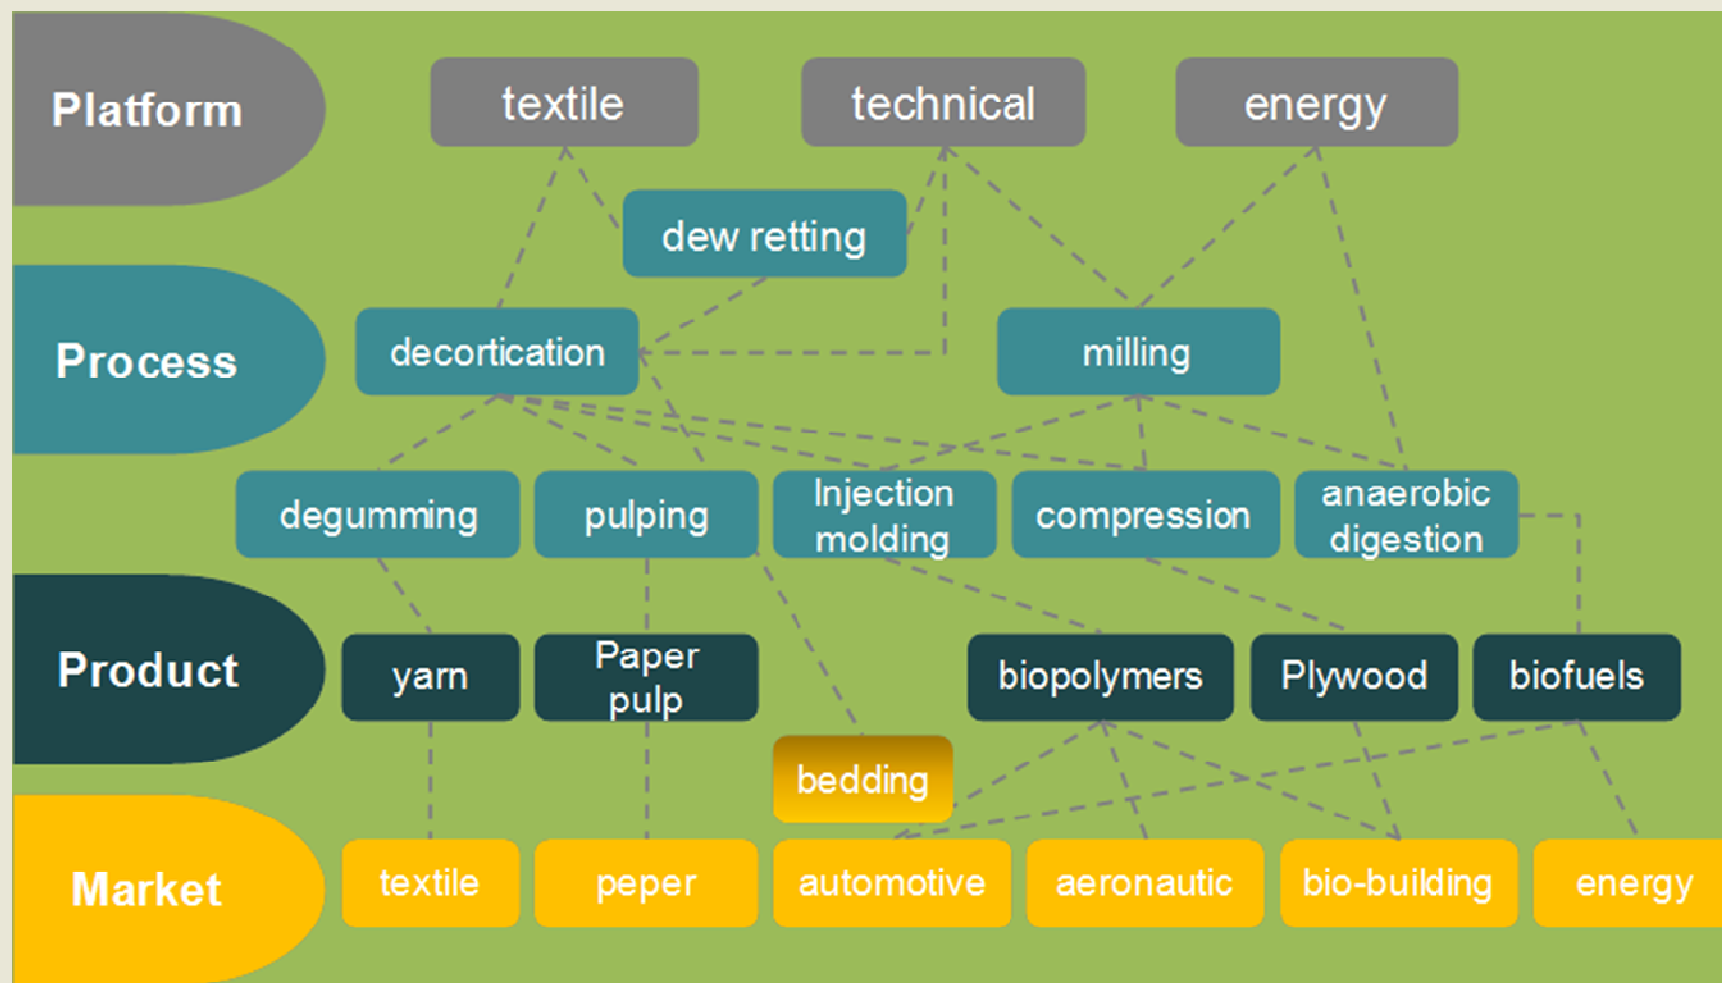 Platform
textile
technical
energy
dew retting
Process
decortication
milling
degumming
pulping
Injection
molding
compression
anaerobic
digestion
Product
yarn
Paper
pulp
biopolymers
Plywood
biofuels
bedding
Market
textile
peper
automotive
aeronautic
bio-building
energy